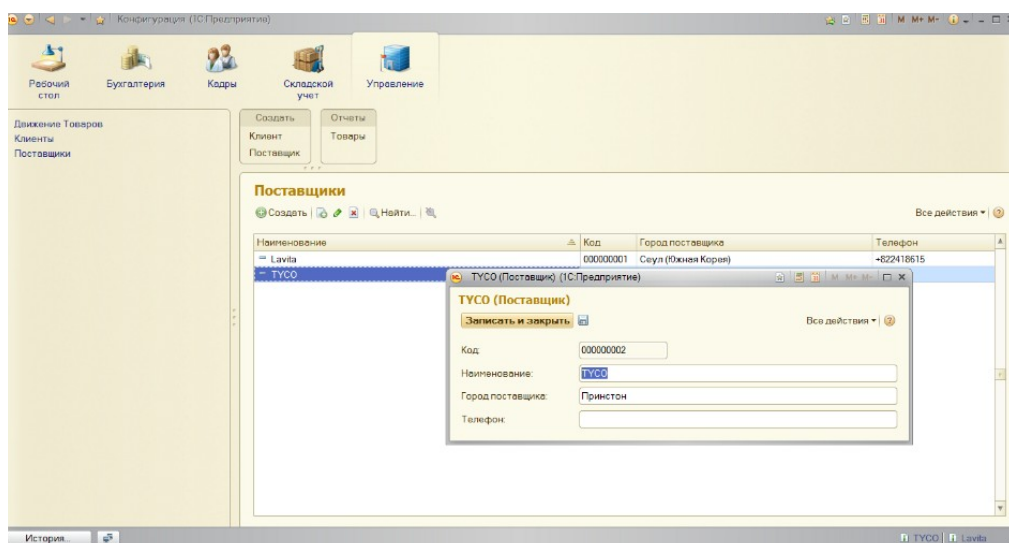 Конфигурация (1С:Предприятие)
M M+ M-
Рабочий стол
Бухгалтерия
Кадры
Складской учет
Управление
Движение Товаров
Клиенты
Поставщики
Создать
Клиент
Поставщик
Отчеты
Товары
Поставщики
Создать
Найти...
Все действия
Наименование Код Город поставщика Телефон
Lavita 000000001 Сеул (Южная Корея) +822418615
TYCO
TYCO (Поставщик) (1С:Предприятие)
M M+ M-
TYCO (Поставщик)
Записать и закрыть
Все действия
Код: 000000002
Наименование: TYCO
Город поставщика: Принстон
Телефон:
История...
TYCO
Lavita